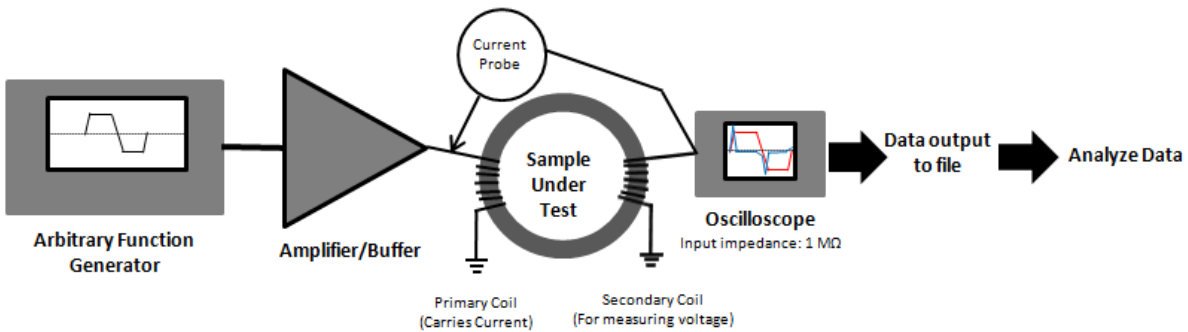 Current
Probe
Sample
Under
Test
Data output
to file
Analyze Data
Arbitrary Function
Generator
Amplifier/Buffer
Oscilloscope
Input impedance: 1 MΩ
Primary Coil
(Carries Current)
Secondary Coil
(For measuring voltage)